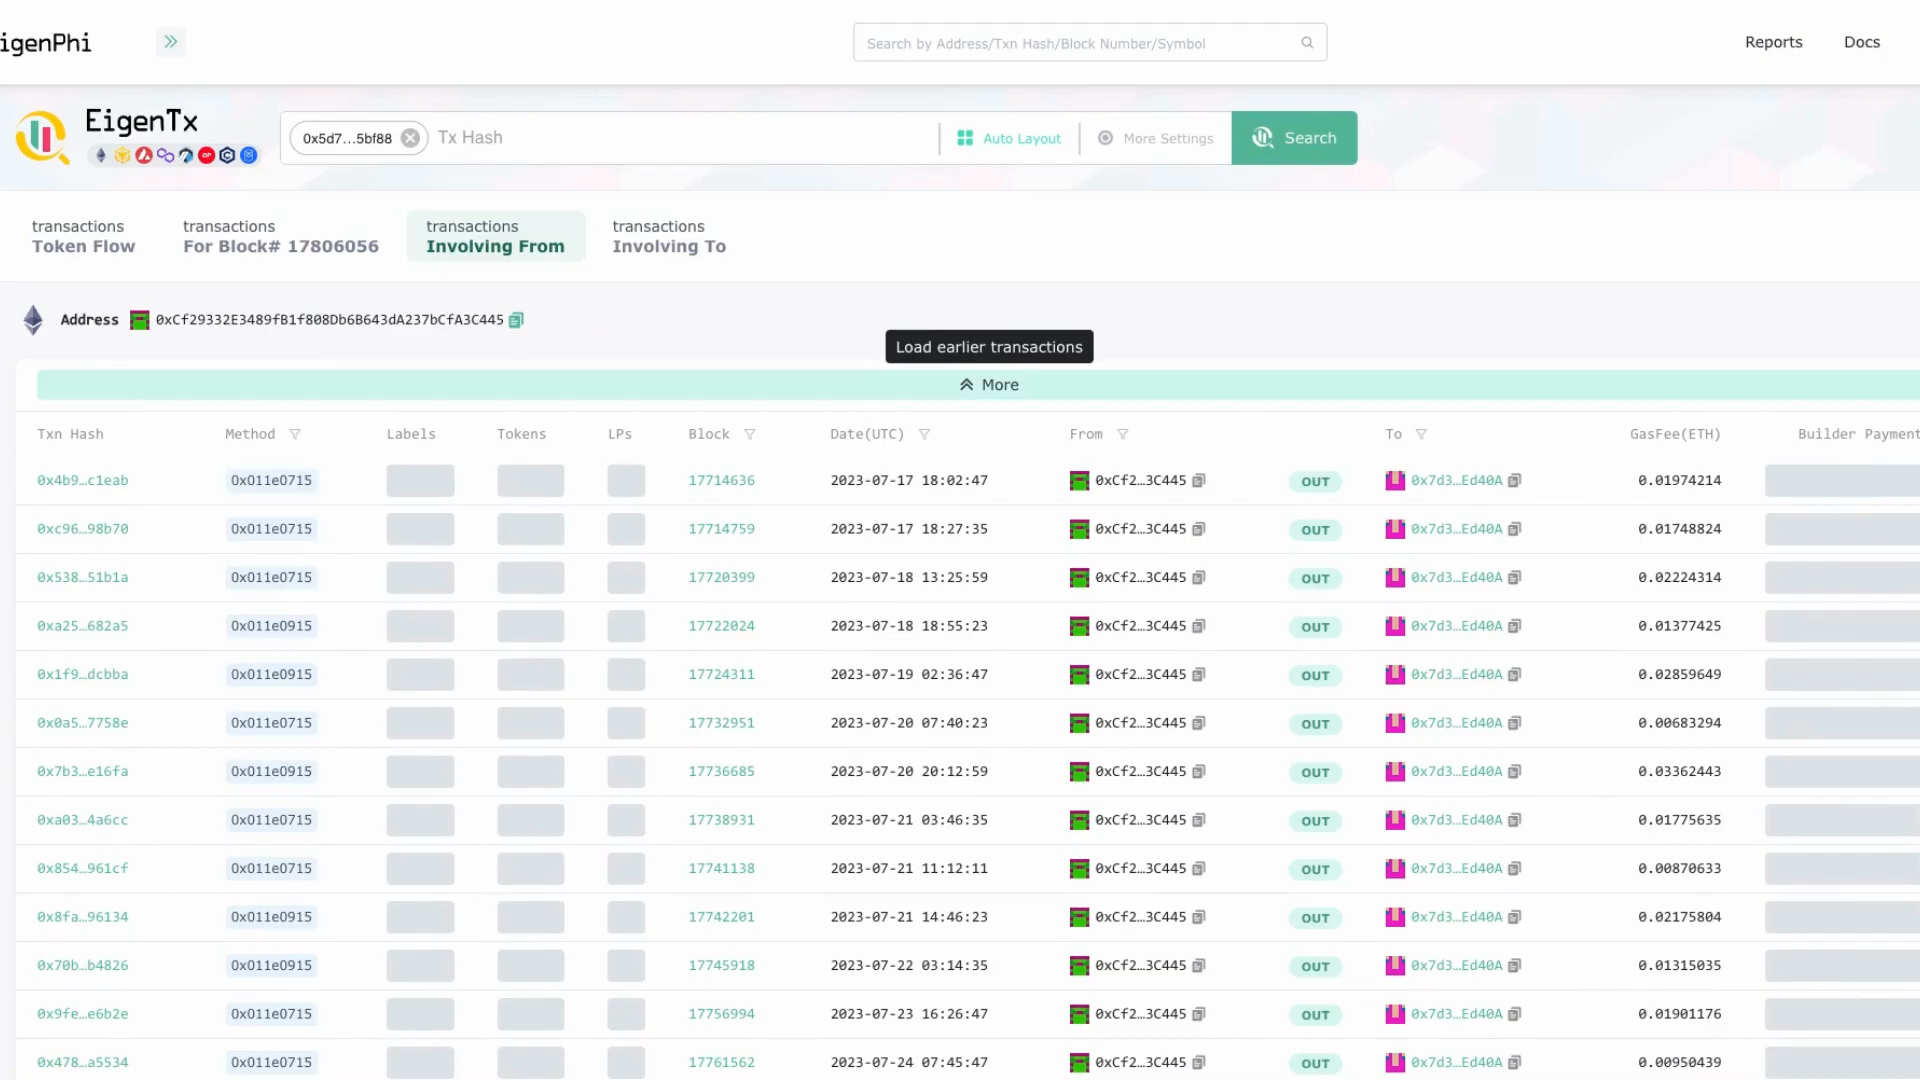 igenPhi
Search by Address/Txn Hash/Block Number/Symbol
Reports
Docs
EigenTx
0x5d7...5bf88
Tx Hash
Auto Layout
More Settings
Search
transactions
Token Flow
transactions
For Block# 17806056
transactions
Involving From
transactions
Involving To
Address 0xCf29332E3489fB1f808Db6B643dA237bCfA3C445
Load earlier transactions
More
Txn Hash Method Labels Tokens LPs Block Date(UTC) From To GasFee(ETH) Builder Payment
0x4b9…c1eab 0x011e0715 17714636 2023-07-17 18:02:47 0xCf2…3C445 OUT 0x7d3…Ed40A 0.01974214
0xc96…98b70 0x011e0715 17714759 2023-07-17 18:27:35 0xCf2…3C445 OUT 0x7d3…Ed40A 0.01748824
0x538…51b1a 0x011e0715 17720399 2023-07-18 13:25:59 0xCf2…3C445 OUT 0x7d3…Ed40A 0.02224314
0xa25…682a5 0x011e0915 17722024 2023-07-18 18:55:23 0xCf2…3C445 OUT 0x7d3…Ed40A 0.01377425
0x1f9…dcbba 0x011e0915 17724311 2023-07-19 02:36:47 0xCf2…3C445 OUT 0x7d3…Ed40A 0.02859649
0x0a5…7758e 0x011e0715 17732951 2023-07-20 07:40:23 0xCf2…3C445 OUT 0x7d3…Ed40A 0.00683294
0x7b3…e16fa 0x011e0915 17736685 2023-07-20 20:12:59 0xCf2…3C445 OUT 0x7d3…Ed40A 0.03362443
0xa03…4a6cc 0x011e0715 17738931 2023-07-21 03:46:35 0xCf2…3C445 OUT 0x7d3…Ed40A 0.01775635
0x854…961cf 0x011e0715 17741138 2023-07-21 11:12:11 0xCf2…3C445 OUT 0x7d3…Ed40A 0.00870633
0x8fa…96134 0x011e0915 17742201 2023-07-21 14:46:23 0xCf2…3C445 OUT 0x7d3…Ed40A 0.02175804
0x70b…b4826 0x011e0915 17745918 2023-07-22 03:14:35 0xCf2…3C445 OUT 0x7d3…Ed40A 0.01315035
0x9fe…e6b2e 0x011e0715 17756994 2023-07-23 16:26:47 0xCf2…3C445 OUT 0x7d3…Ed40A 0.01901176
0x478…a5534 0x011e0715 17761562 2023-07-24 07:45:47 0xCf2…3C445 OUT 0x7d3…Ed40A 0.00950439